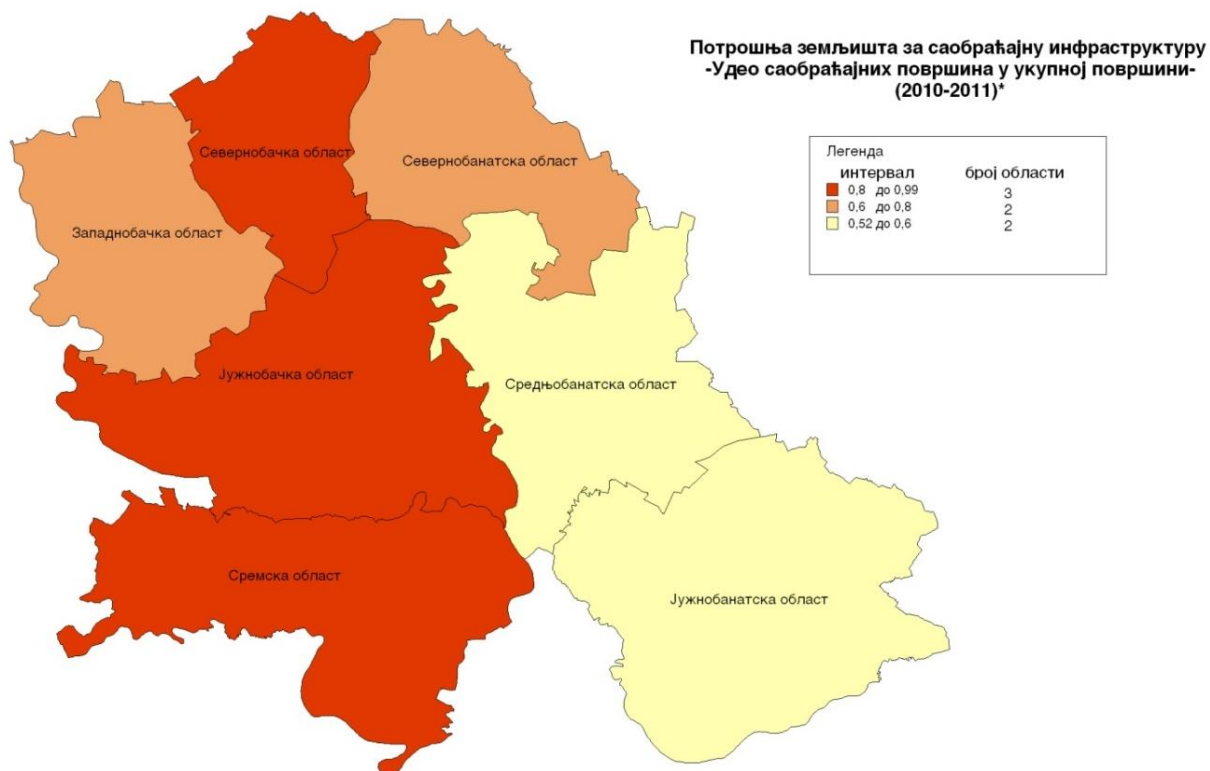 Потрошња земљишта за саобраћајну инфраструктуру
-Удео саобраћајних површина у укупној површини-
(2010-2011)*
Легенда
интервал број области
0,8 до 0,99 3
0,6 до 0,8 2
0,52 до 0,6 2
Севернобачка област
Севернобанатска област
Западнобачка област
Јужнобачка област
Средњобанатска област
Сремска област
Јужнобанатска област